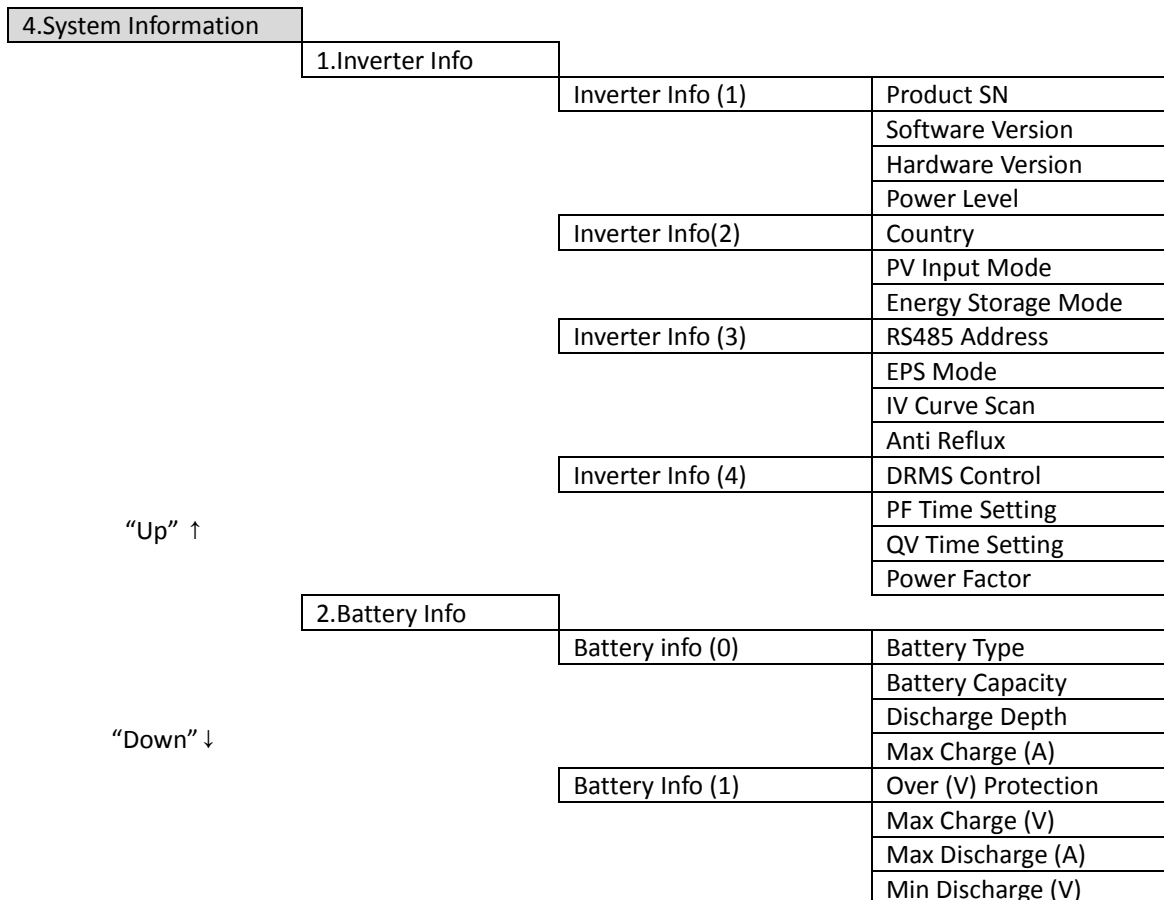 4.System Information
1.Inverter Info
Inverter Info (1) Product SN
Software Version
Hardware Version
Power Level
Inverter Info(2) Country
PV Input Mode
Energy Storage Mode
Inverter Info (3) RS485 Address
EPS Mode
IV Curve Scan
Anti Reflux
Inverter Info (4) DRMS Control
PF Time Setting
“Up” ↑
QV Time Setting
Power Factor
2.Battery Info
Battery info (0) Battery Type
Battery Capacity
Discharge Depth
“Down”↓
Max Charge (A)
Battery Info (1) Over (V) Protection
Max Charge (V)
Max Discharge (A)
Min Discharge (V)